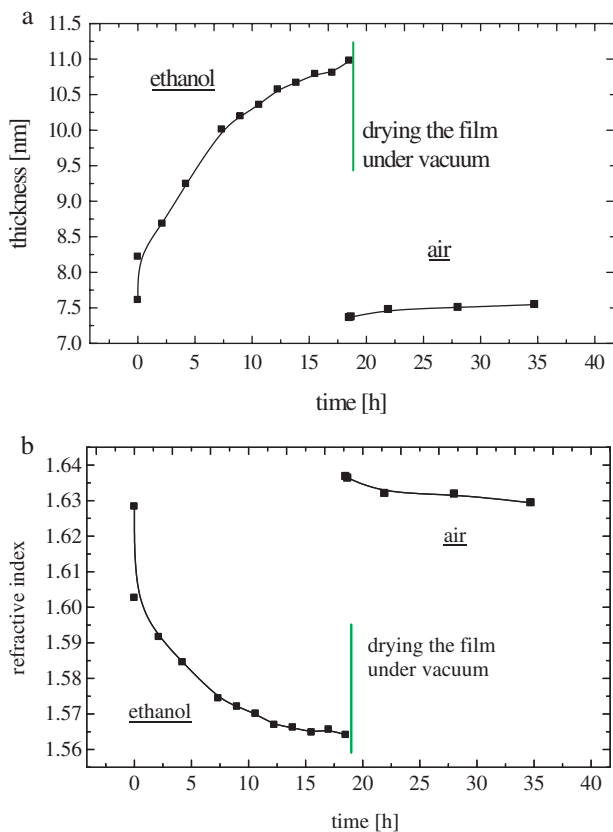 a
11.5
11.0
10.5
10.0
9.5
9.0
8.5
8.0
7.5
7.0
thickness [nm]
ethanol
drying the film
under vacuum
air
0 5 10 15 20 25 30 35 40
time [h]
b
1.64
1.63
1.62
1.61
1.60
1.59
1.58
1.57
1.56
refractive index
air
drying the film
under vacuum
ethanol
0 5 10 15 20 25 30 35 40
time [h]